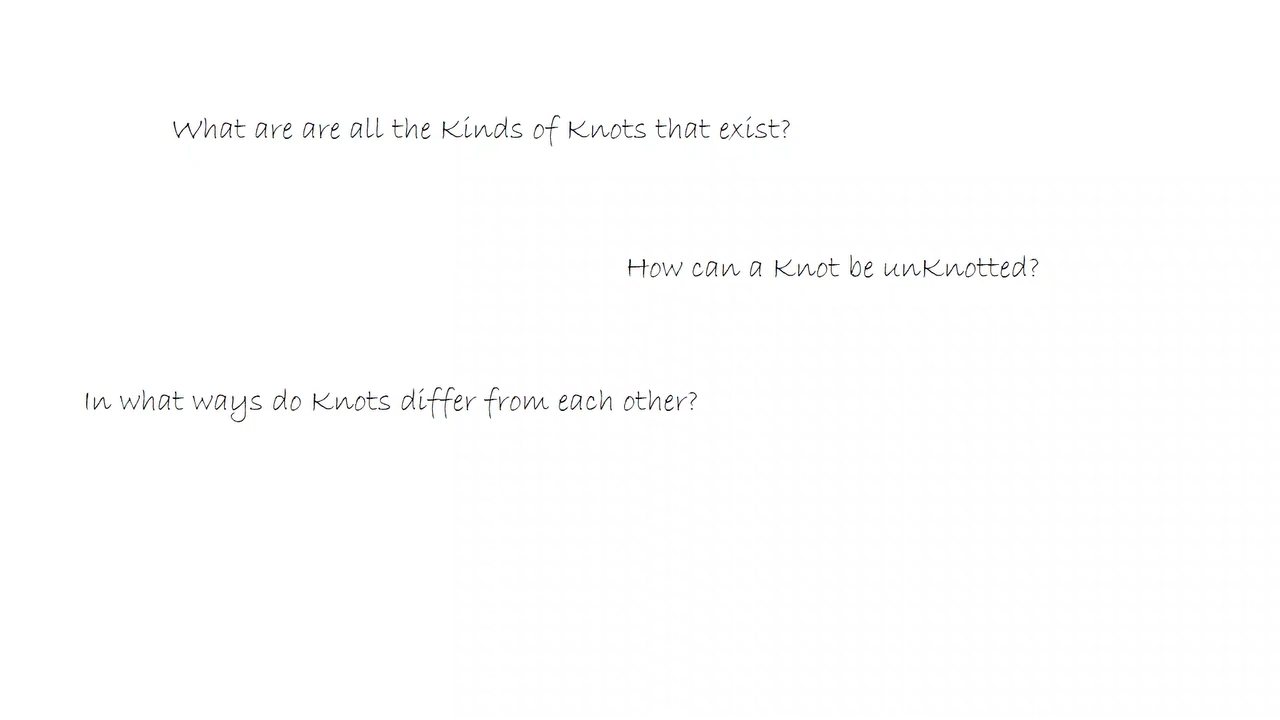 What are are all the Kinds of Knots that exist?
How can a Knot be unKnotted?
In what ways do Knots differ from each other?